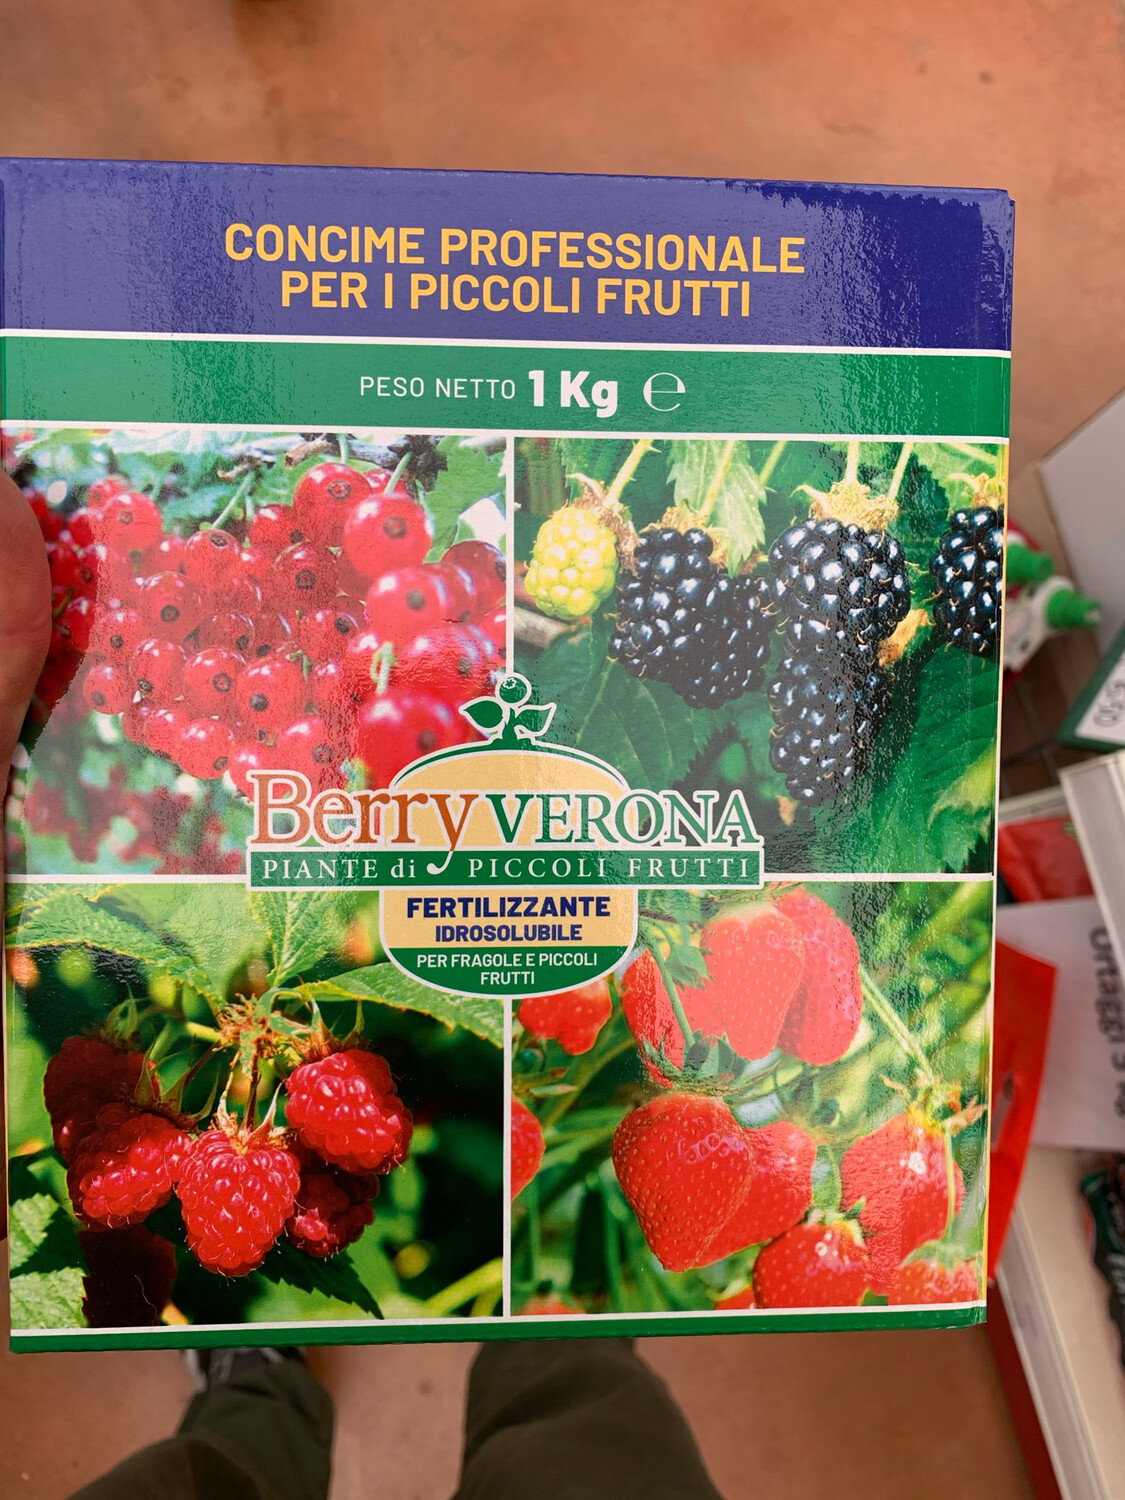 CONCIME PROFESSIONALE
PER I PICCOLI FRUTTI
PESO NETTO 1 Kg ℮
Berry VERONA
PIANTE di PICCOLI FRUTTI
FERTILIZZANTE
IDROSOLUBILE
PER FRAGOLE E PICCOLI
FRUTTI